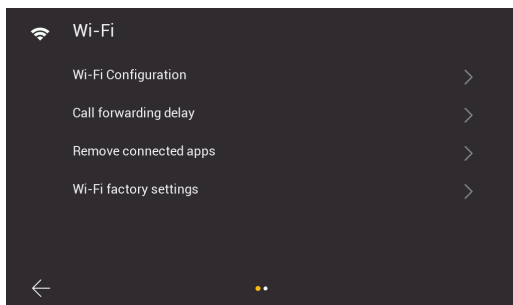 Wi-Fi
Wi-Fi Configuration
Call forwarding delay
Remove connected apps
Wi-Fi factory settings